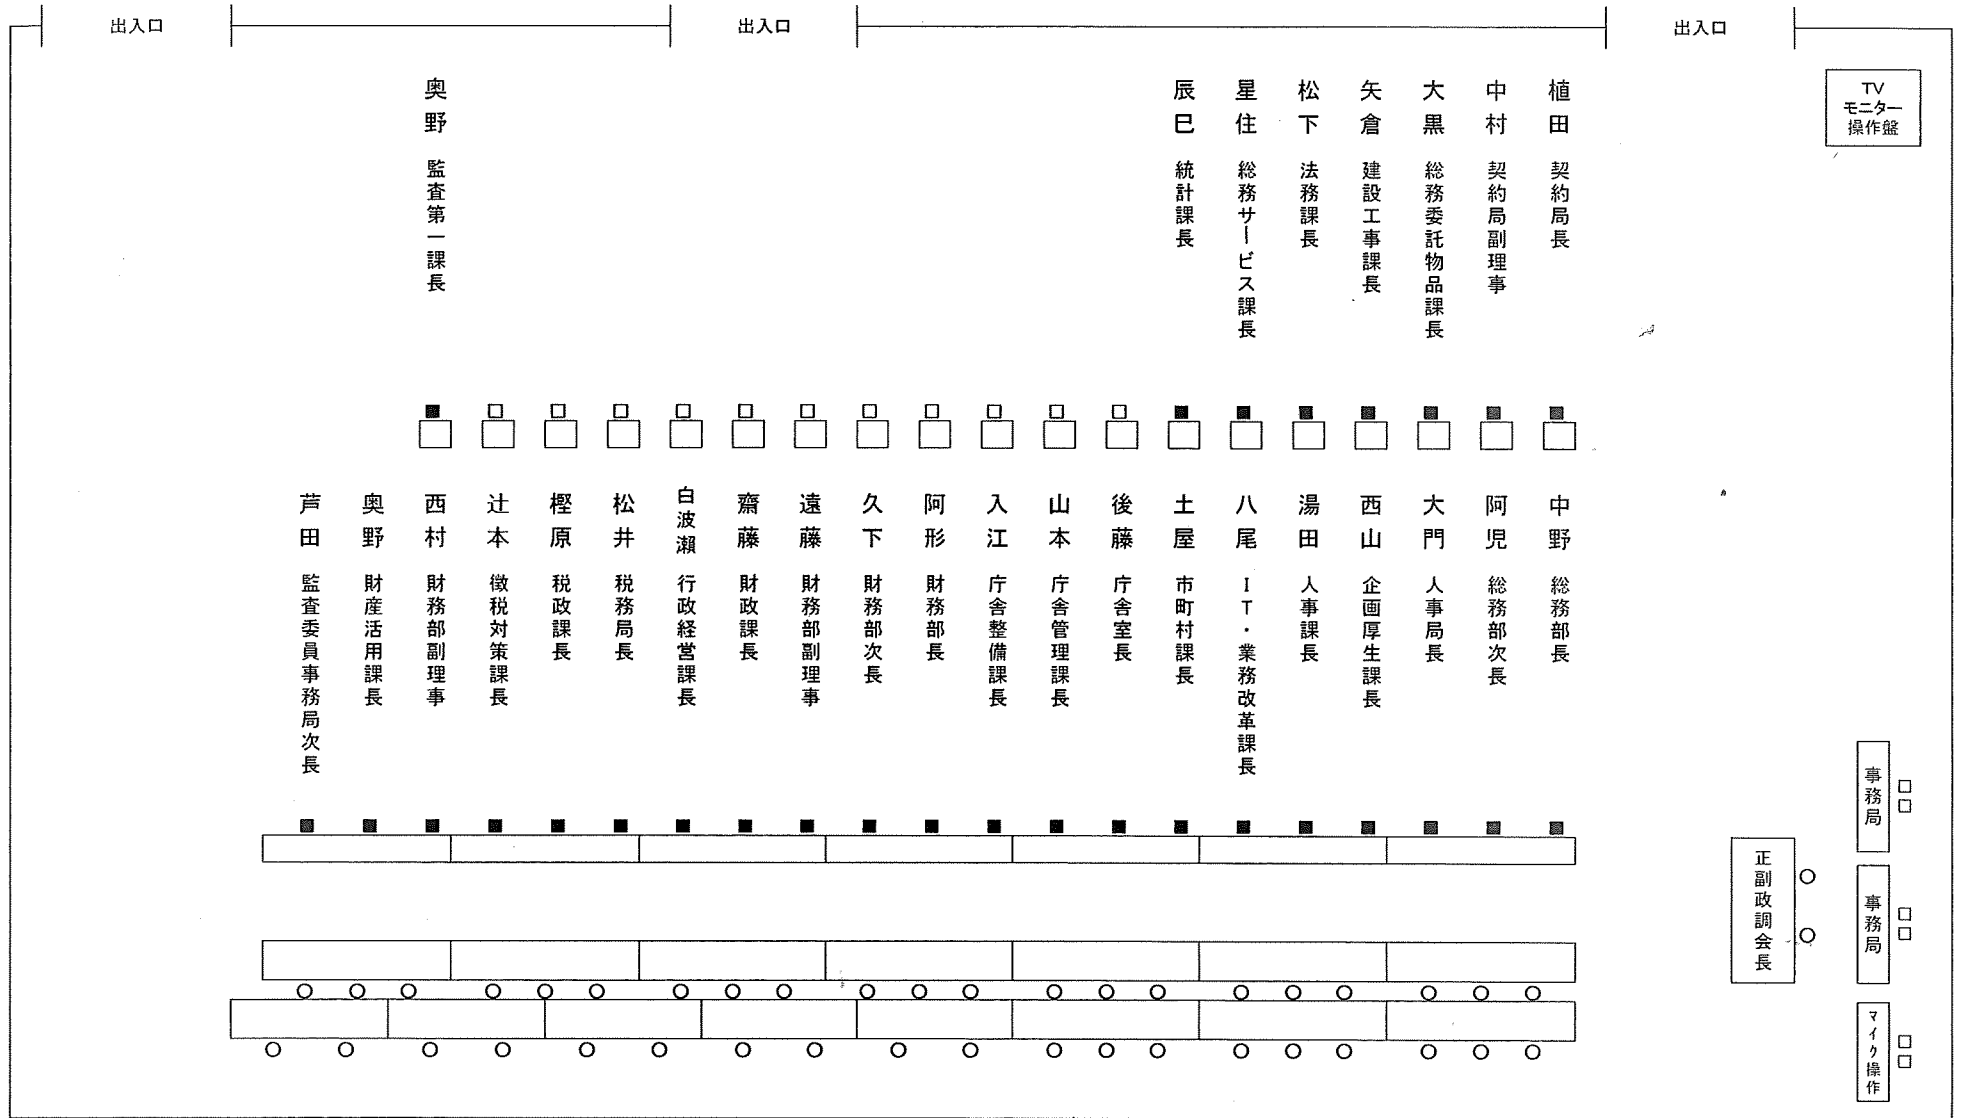 出入口
出入口
出入口
TV
モニター
操作盤
植田 契約局長
中村 契約局副理事
大黒 総務委託物品課長
矢倉 建設工事課長
松下 法務課長
星住 総務サービス課長
辰巳 統計課長
奥野 監査第一課長
中野 総務部長
阿児 総務部次長
大門 人事局長
西山 企画厚生課長
湯田 人事課長
八尾 IT・業務改革課長
土屋 市町村課長
後藤 庁舎室長
山本 庁舎管理課長
入江 庁舎整備課長
阿形 財務部長
久下 財務部次長
遠藤 財務部副理事
齋藤 財政課長
白波瀬 行政経営課長
松井 税務局長
樫原 税政課長
辻本 徴税対策課長
西村 財務部副理事
奥野 財産活用課長
芦田 監査委員事務局次長
事務局
正副政調会長
事務局
マイク操作